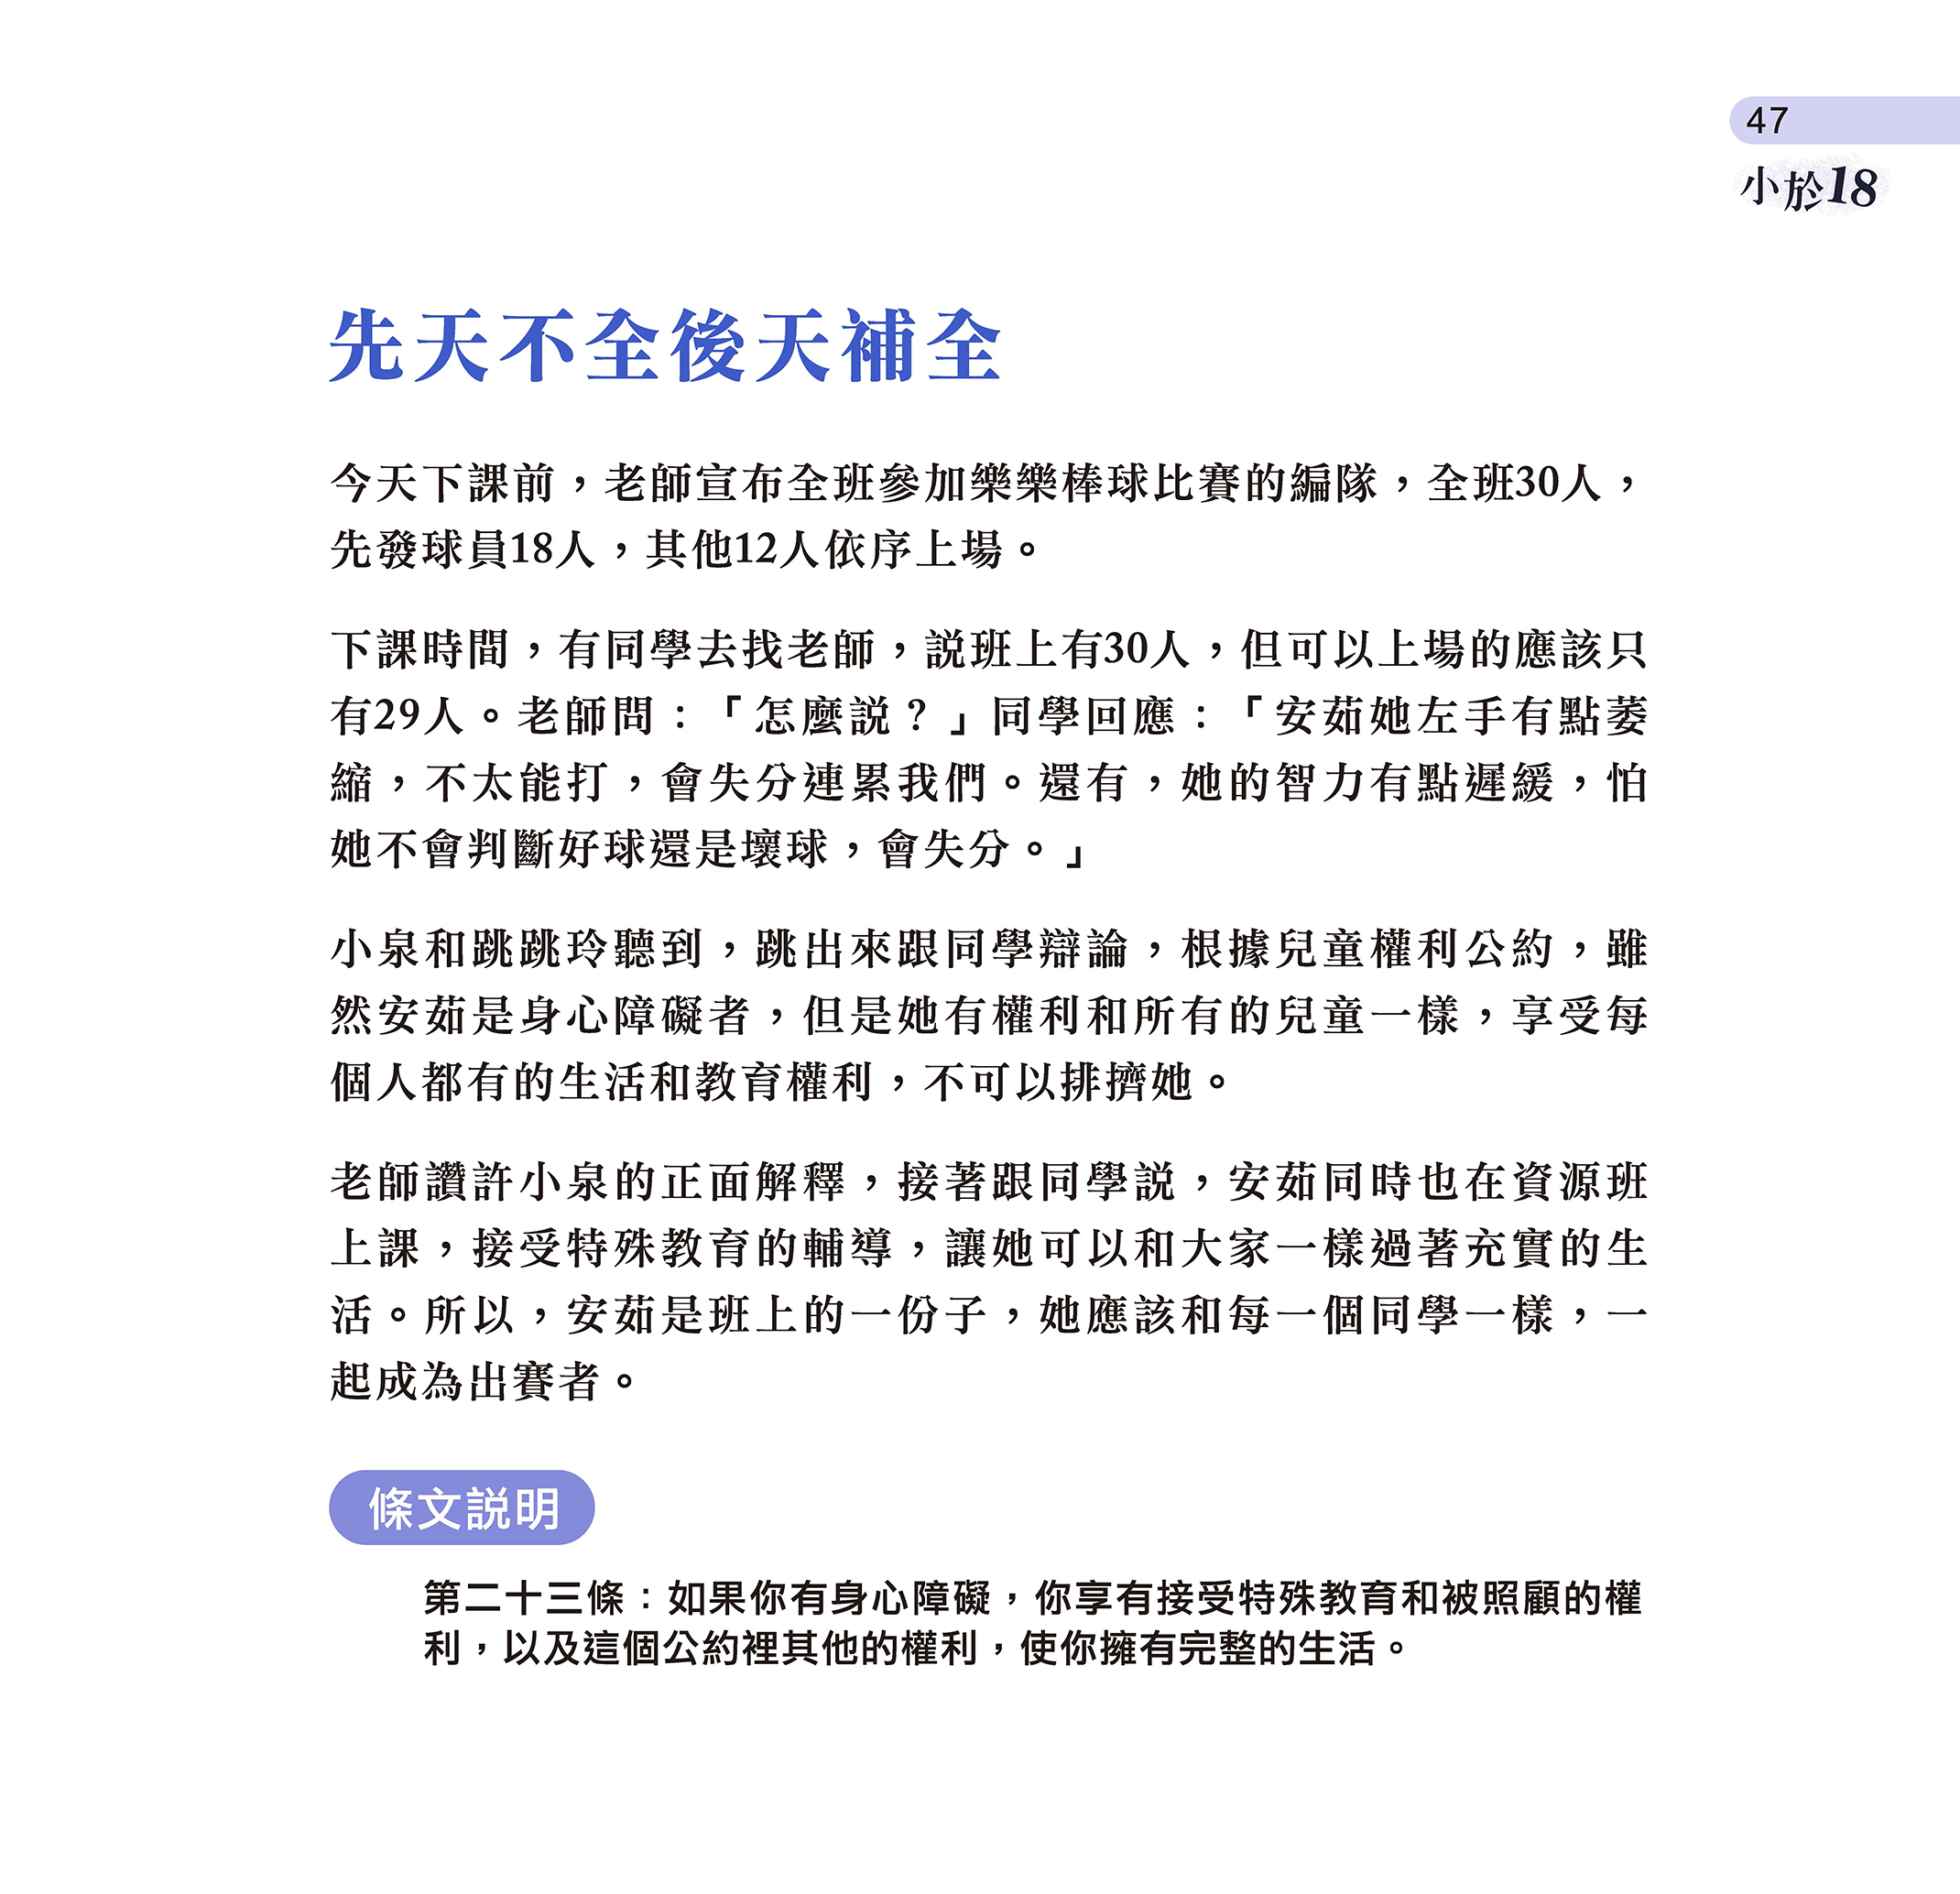 47
小於18
先天不全後天補全
今天下課前，老師宣布全班參加樂樂棒球比賽的編隊，全班30人，
先發球員18人，其他12人依序上場。
下課時間，有同學去找老師，說班上有30人，但可以上場的應該只
有29人。老師問：「怎麼說？」同學回應：「安茹她左手有點萎
縮，不太能打，會失分連累我們。還有，她的智力有點遲緩，怕
她不會判斷好球還是壞球，會失分。」
小泉和跳跳玲聽到，跳出來跟同學辯論，根據兒童權利公約，雖
然安茹是身心障礙者，但是她有權利和所有的兒童一樣，享受每
個人都有的生活和教育權利，不可以排擠她。
老師讚許小泉的正面解釋，接著跟同學說，安茹同時也在資源班
上課，接受特殊教育的輔導，讓她可以和大家一樣過著充實的生
活。所以，安茹是班上的一份子，她應該和每一個同學一樣，一
起成為出賽者。
條文說明
第二十三條：如果你有身心障礙，你享有接受特殊教育和被照顧的權
利，以及這個公約裡其他的權利，使你擁有完整的生活。